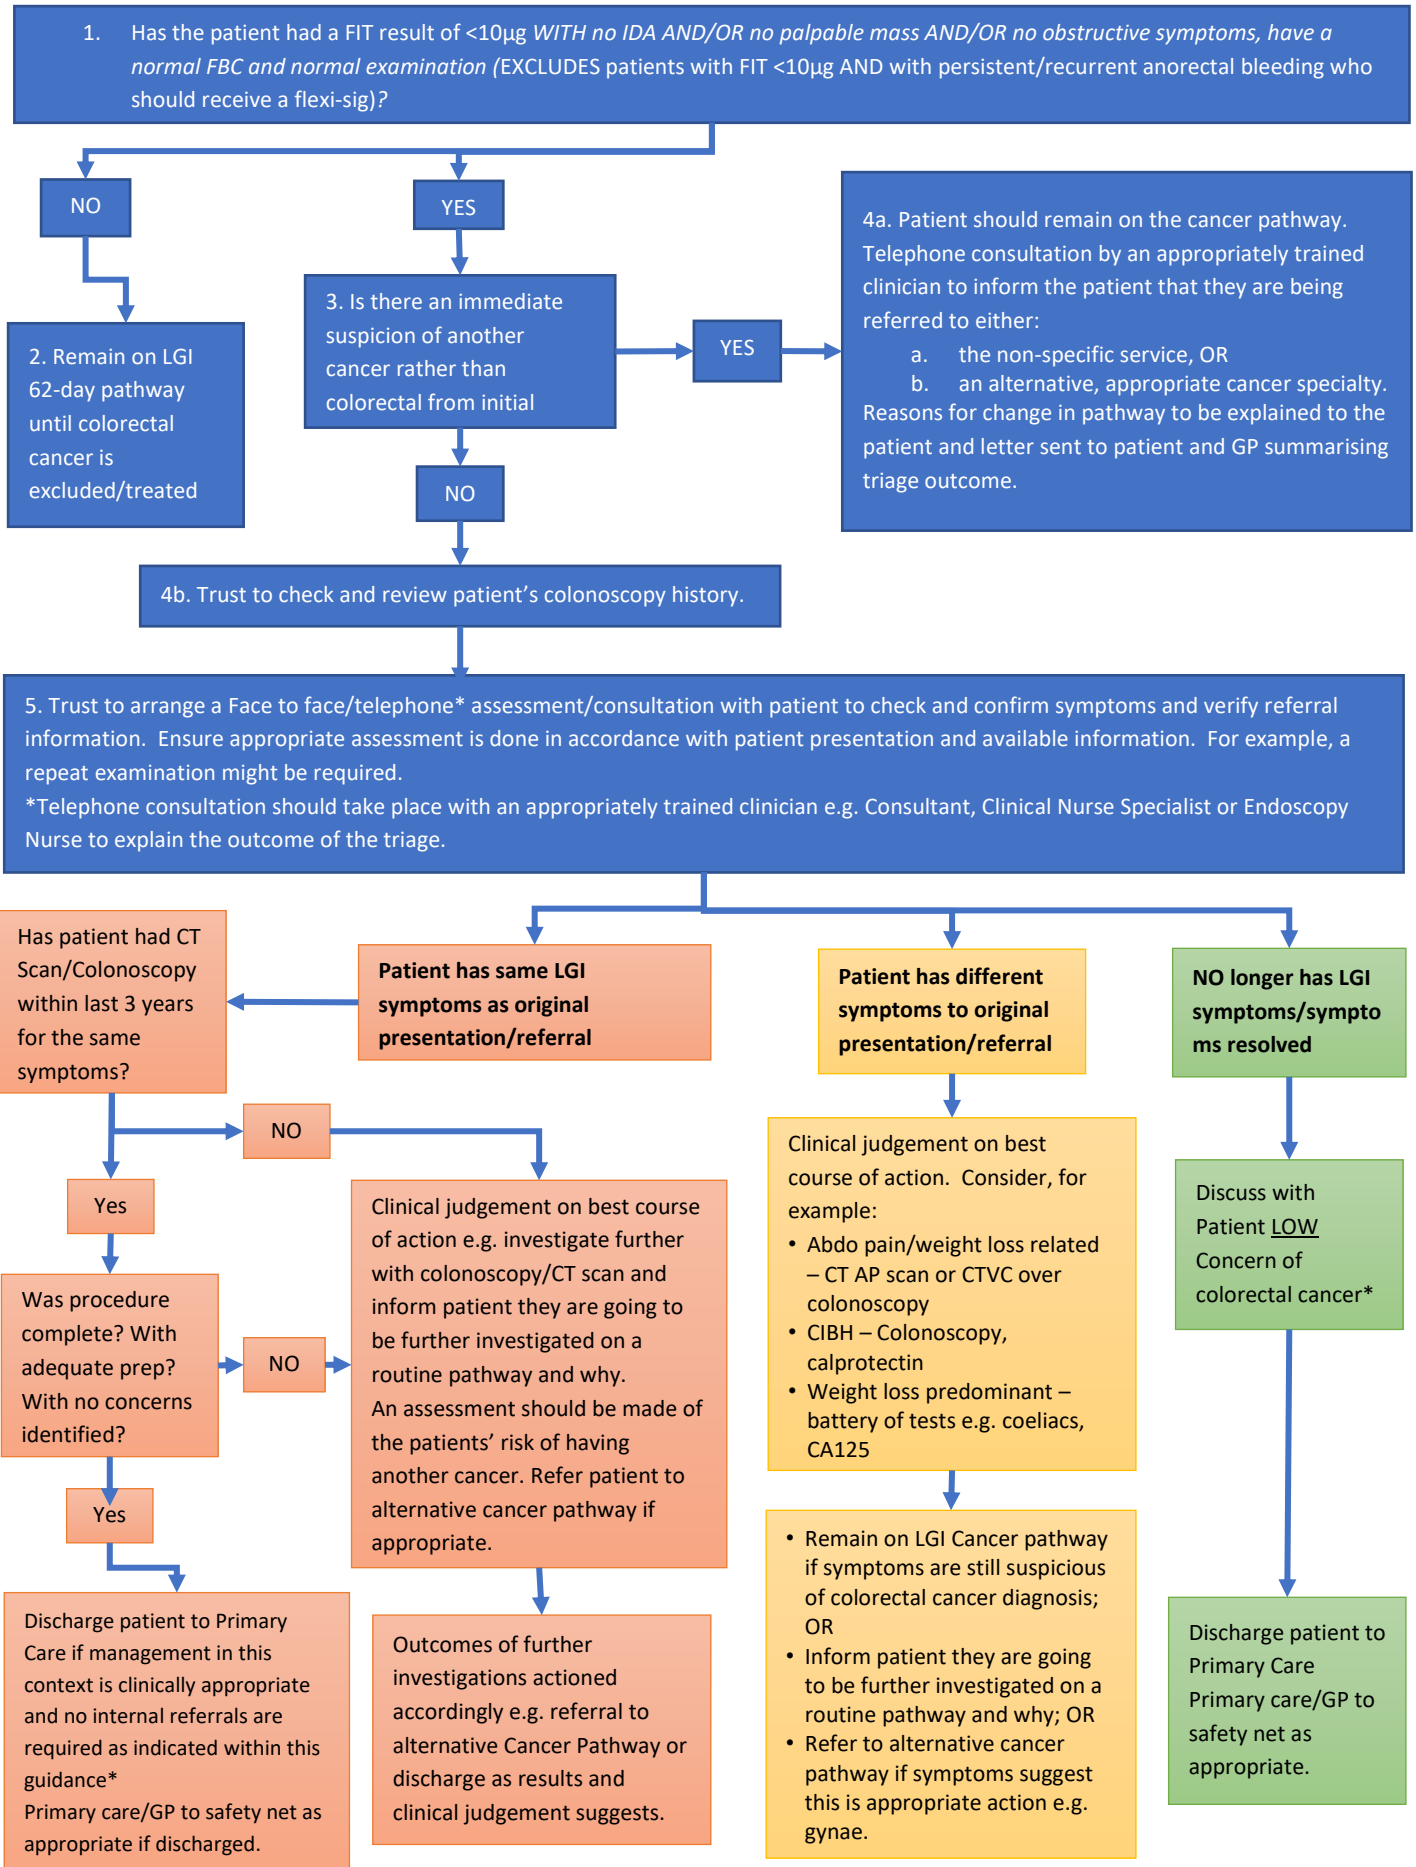 1. Has the patient had a FIT result of <10µg WITH no IDA AND/OR no palpable mass AND/OR no obstructive symptoms, have a
normal FBC and normal examination (EXCLUDES patients with FIT <10µg AND with persistent/recurrent anorectal bleeding who
should receive a flexi-sig)?
NO
YES
2. Remain on LGI
62-day pathway
until colorectal
cancer is
excluded/treated
3. Is there an immediate
suspicion of another
cancer rather than
colorectal from initial
YES
4a. Patient should remain on the cancer pathway.
Telephone consultation by an appropriately trained
clinician to inform the patient that they are being
referred to either:
a. the non-specific service, OR
b. an alternative, appropriate cancer specialty.
Reasons for change in pathway to be explained to the
patient and letter sent to patient and GP summarising
triage outcome.
NO
4b. Trust to check and review patient’s colonoscopy history.
5. Trust to arrange a Face to face/telephone* assessment/consultation with patient to check and confirm symptoms and verify referral
information. Ensure appropriate assessment is done in accordance with patient presentation and available information. For example, a
repeat examination might be required.
*Telephone consultation should take place with an appropriately trained clinician e.g. Consultant, Clinical Nurse Specialist or Endoscopy
Nurse to explain the outcome of the triage.
Has patient had CT
Scan/Colonoscopy
within last 3 years
for the same
symptoms?
Patient has same LGI
symptoms as original
presentation/referral
Patient has different
symptoms to original
presentation/referral
NO longer has LGI
symptoms/sympto
ms resolved
NO
Yes
Was procedure
complete? With
adequate prep?
With no concerns
identified?
NO
Yes
Discharge patient to Primary
Care if management in this
context is clinically appropriate
and no internal referrals are
required as indicated within this
guidance*
Primary care/GP to safety net as
appropriate if discharged.
Clinical judgement on best course
of action e.g. investigate further
with colonoscopy/CT scan and
inform patient they are going to
be further investigated on a
routine pathway and why.
An assessment should be made of
the patients’ risk of having
another cancer. Refer patient to
alternative cancer pathway if
appropriate.
Outcomes of further
investigations actioned
accordingly e.g. referral to
alternative Cancer Pathway or
discharge as results and
clinical judgement suggests.
Clinical judgement on best
course of action. Consider, for
example:
• Abdo pain/weight loss related
– CT AP scan or CTVC over
colonoscopy
• CIBH – Colonoscopy,
calprotectin
• Weight loss predominant –
battery of tests e.g. coeliacs,
CA125
• Remain on LGI Cancer pathway
if symptoms are still suspicious
of colorectal cancer diagnosis;
OR
• Inform patient they are going
to be further investigated on a
routine pathway and why; OR
• Refer to alternative cancer
pathway if symptoms suggest
this is appropriate action e.g.
gynae.
Discuss with
Patient LOW
Concern of
colorectal cancer*
Discharge patient to
Primary Care
Primary care/GP to
safety net as
appropriate.